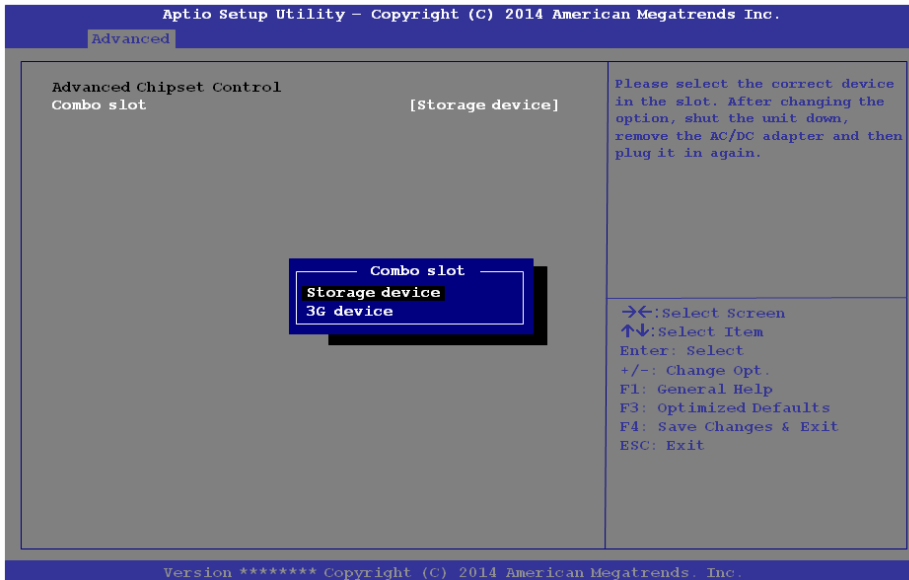 Aptio Setup Utility – Copyright (C) 2014 American Megatrends Inc.
Advanced
Advanced Chipset Control
Combo slot [Storage device]
Please select the correct device
in the slot. After changing the
option, shut the unit down,
remove the AC/DC adapter and then
plug it in again.
Combo slot
Storage device
3G device
→←:Select Screen
↑↓:Select Item
Enter: Select
+/-: Change Opt.
F1: General Help
F3: Optimized Defaults
F4: Save Changes & Exit
ESC: Exit
Version ******** Copyright (C) 2014 American Megatrends. Inc.